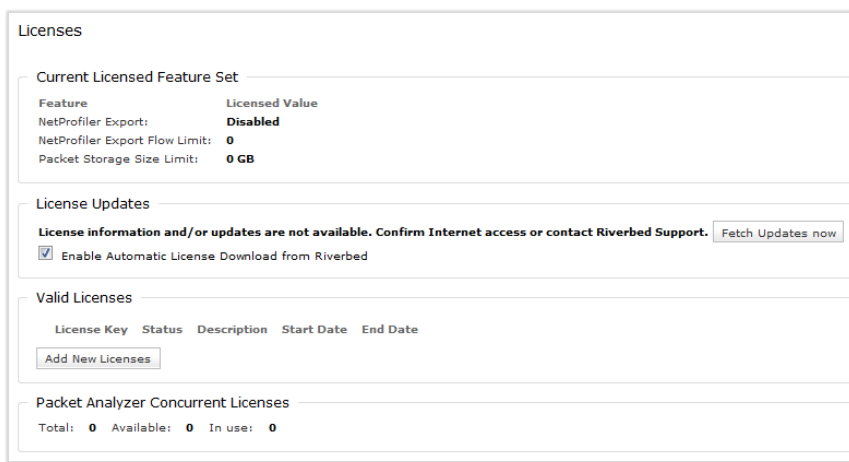 Licenses
Current Licensed Feature Set
Feature Licensed Value
NetProfiler Export: Disabled
NetProfiler Export Flow Limit: 0
Packet Storage Size Limit: 0 GB
License Updates
License information and/or updates are not available. Confirm Internet access or contact Riverbed Support. Fetch Updates now
Enable Automatic License Download from Riverbed
Valid Licenses
License Key Status Description Start Date End Date
Add New Licenses
Packet Analyzer Concurrent Licenses
Total: 0 Available: 0 In use: 0